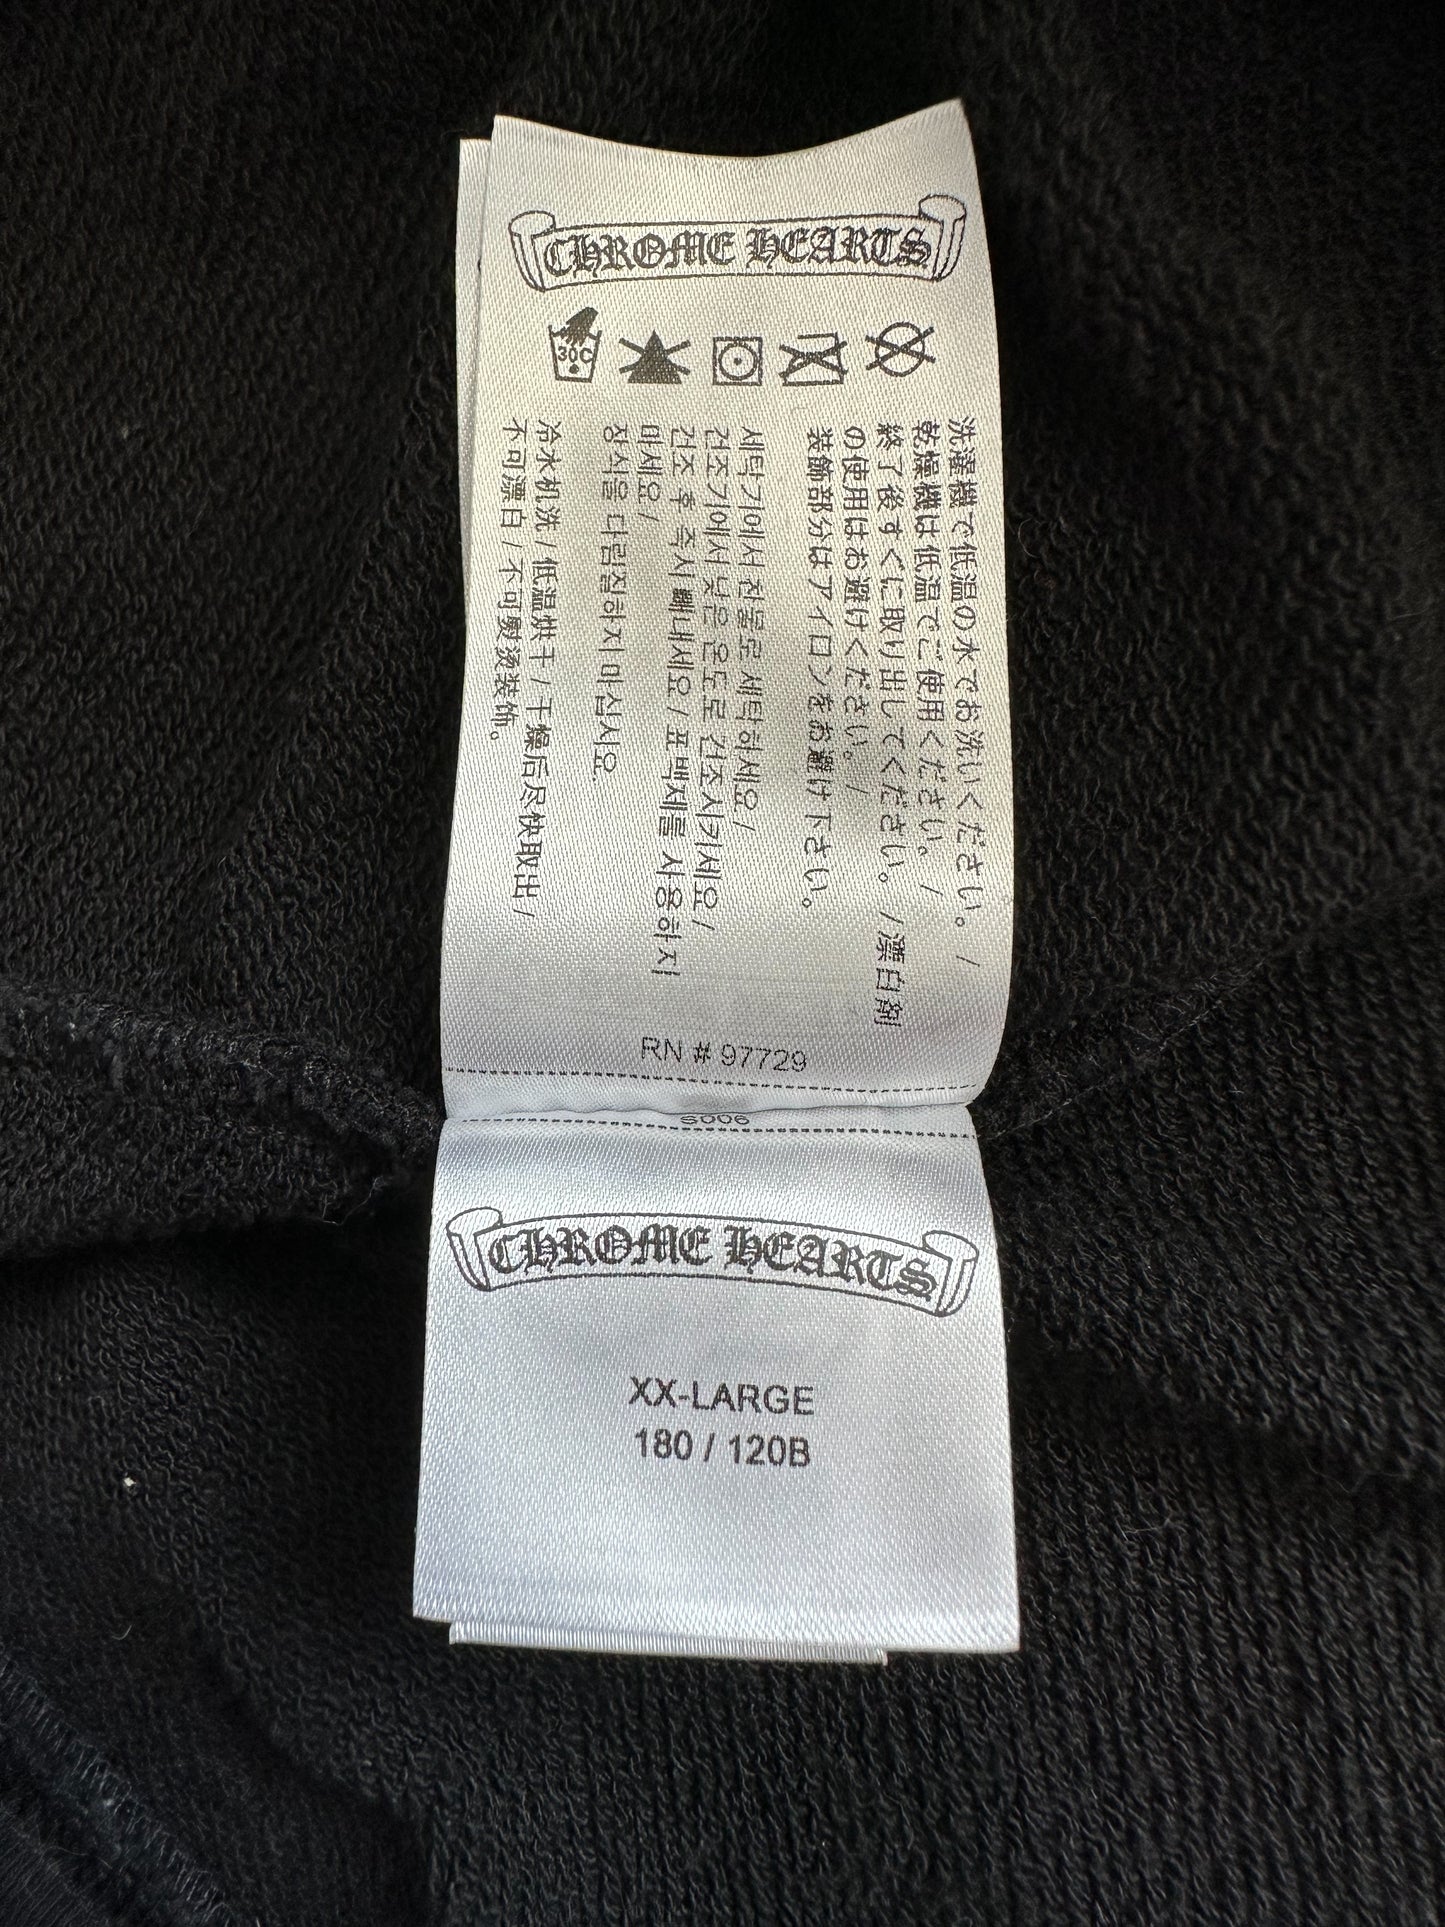 CHROME HEARTS
30C
洗濯機で低温の水でお洗いください。 /
乾燥機は低温でご使用ください。 /
終了後すぐに取り出してください。 / 漂白剤
の使用はお避けください。 /
装飾部分はアイロンをお避け下さい。
세탁기에서 찬물로 세탁하세요 /
건조기에서 낮은 온도로 건조시키세요 /
건조 후 즉시 빼내세요 / 표백제를 사용하지
마세요 /
장식을 다림질하지 마십시요.
冷水机洗 / 低温烘干 / 干燥后尽快取出 /
不可漂白 / 不可熨烫装饰。
RN # 97729
S006
CHROME HEARTS
XX-LARGE
180 / 120B